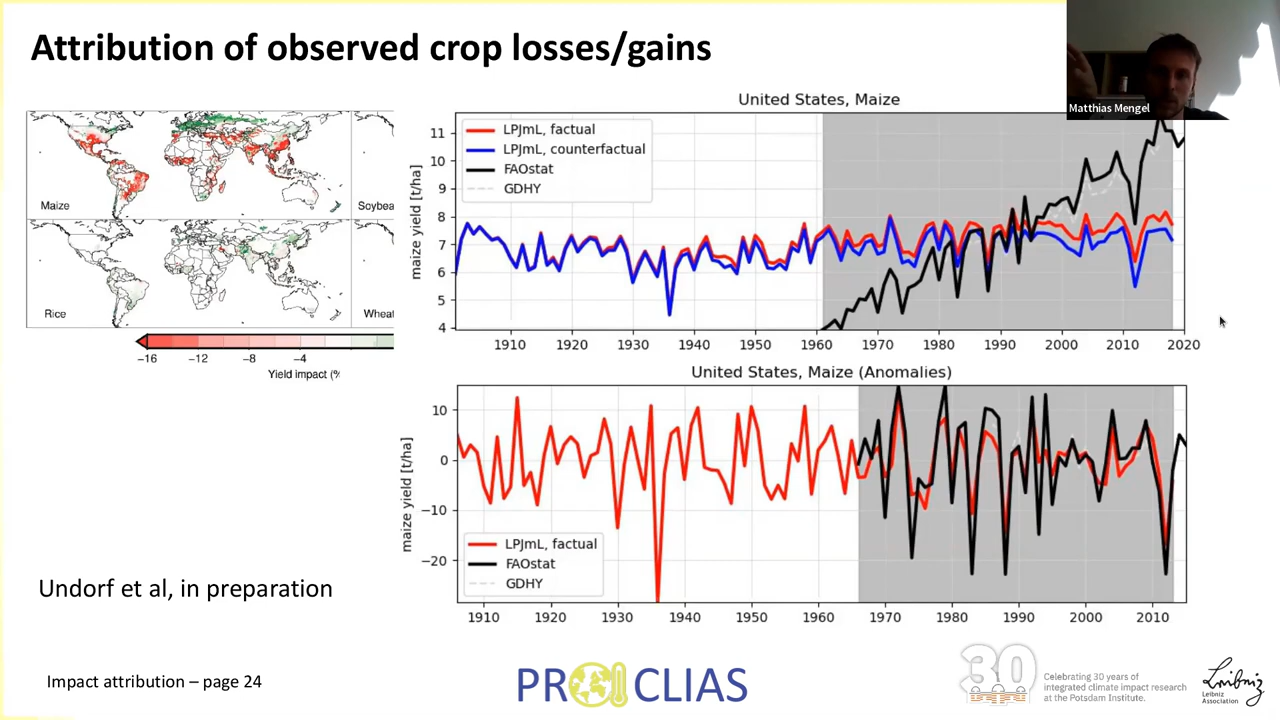 Attribution of observed crop losses/gains
Matthias Mengel
Maize
Soybea
Rice
Wheat
−16 −12 −8 −4
Yield impact (%
United States, Maize
LPJmL, factual
LPJmL, counterfactual
FAOstat
GDHY
maize yield [t/ha]
11
10
9
8
7
6
5
4
1910 1920 1930 1940 1950 1960 1970 1980 1990 2000 2010 2020
United States, Maize (Anomalies)
maize yield [t/ha]
10
0
−10
−20
LPJmL, factual
FAOstat
GDHY
1910 1920 1930 1940 1950 1960 1970 1980 1990 2000 2010
Undorf et al, in preparation
Impact attribution – page 24
PROCLIAS
30
Celebrating 30 years of
integrated climate impact research
at the Potsdam Institute.
Leibniz
Leibniz
Association